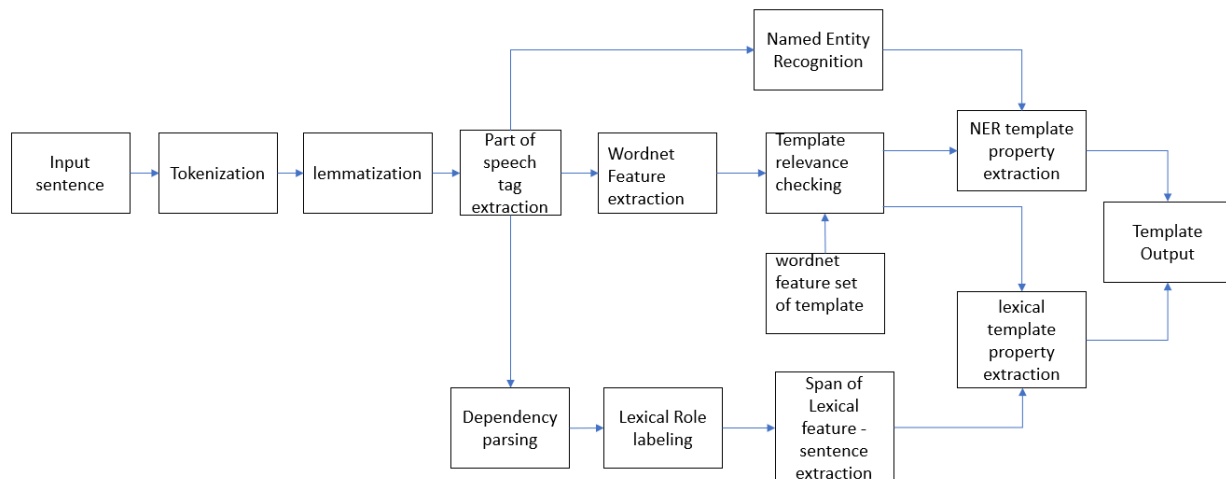 Named Entity
Recognition
Input
sentence
Tokenization
lemmatization
Part of
speech
tag
extraction
Wordnet
Feature
extraction
Template
relevance
checking
NER template
property
extraction
Template
Output
wordnet
feature set
of template
lexical
template
property
extraction
Dependency
parsing
Lexical Role
labeling
Span of
Lexical
feature -
sentence
extraction